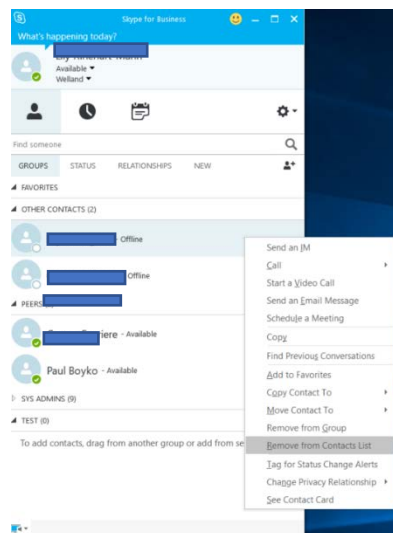 Skype for Business
What's happening today?
Available
Welland
Find someone
GROUPS STATUS RELATIONSHIPS NEW
FAVORITES
OTHER CONTACTS (2)
- Offline
Offline
PEERS
iere - Available
Paul Boyko - Available
SYS ADMINS (9)
TEST (0)
To add contacts, drag from another group or add from se
Send an IM
Call
Start a Video Call
Send an Email Message
Schedule a Meeting
Copy
Find Previous Conversations
Add to Favorites
Copy Contact To
Move Contact To
Remove from Group
Remove from Contacts List
Tag for Status Change Alerts
Change Privacy Relationship
See Contact Card